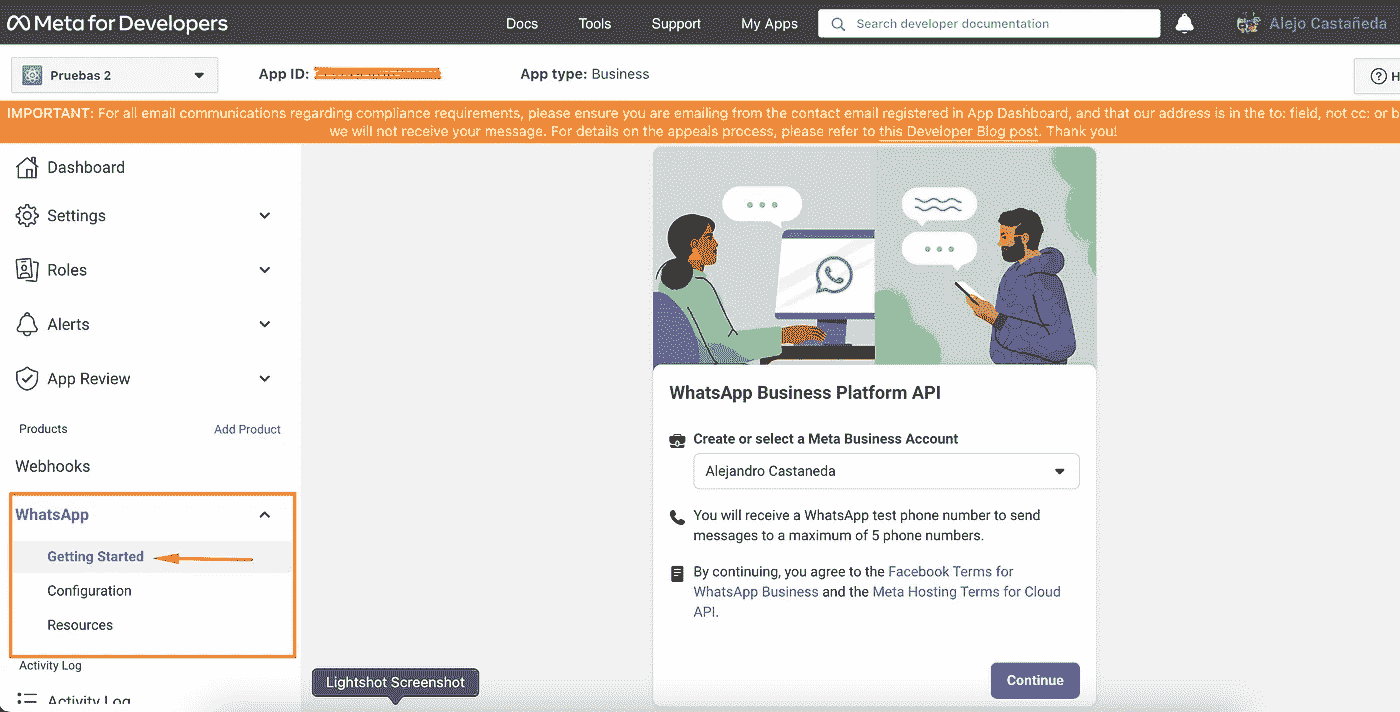 Meta for Developers
Docs
Tools
Support
My Apps
Search developer documentation
Alejo Castañeda
Pruebas 2
App ID:
App type: Business
IMPORTANT: For all email communications regarding compliance requirements, please ensure you are emailing from the contact email registered in App Dashboard, and that our address is in the to: field, not cc: or b
we will not receive your message. For details on the appeals process, please refer to this Developer Blog post. Thank you!
Dashboard
Settings
Roles
Alerts
App Review
Products
Add Product
Webhooks
WhatsApp
Getting Started
Configuration
Resources
Activity Log
Activity Log
WhatsApp Business Platform API
Create or select a Meta Business Account
Alejandro Castaneda
You will receive a WhatsApp test phone number to send
messages to a maximum of 5 phone numbers.
By continuing, you agree to the Facebook Terms for
WhatsApp Business and the Meta Hosting Terms for Cloud
API.
Continue
Lightshot Screenshot